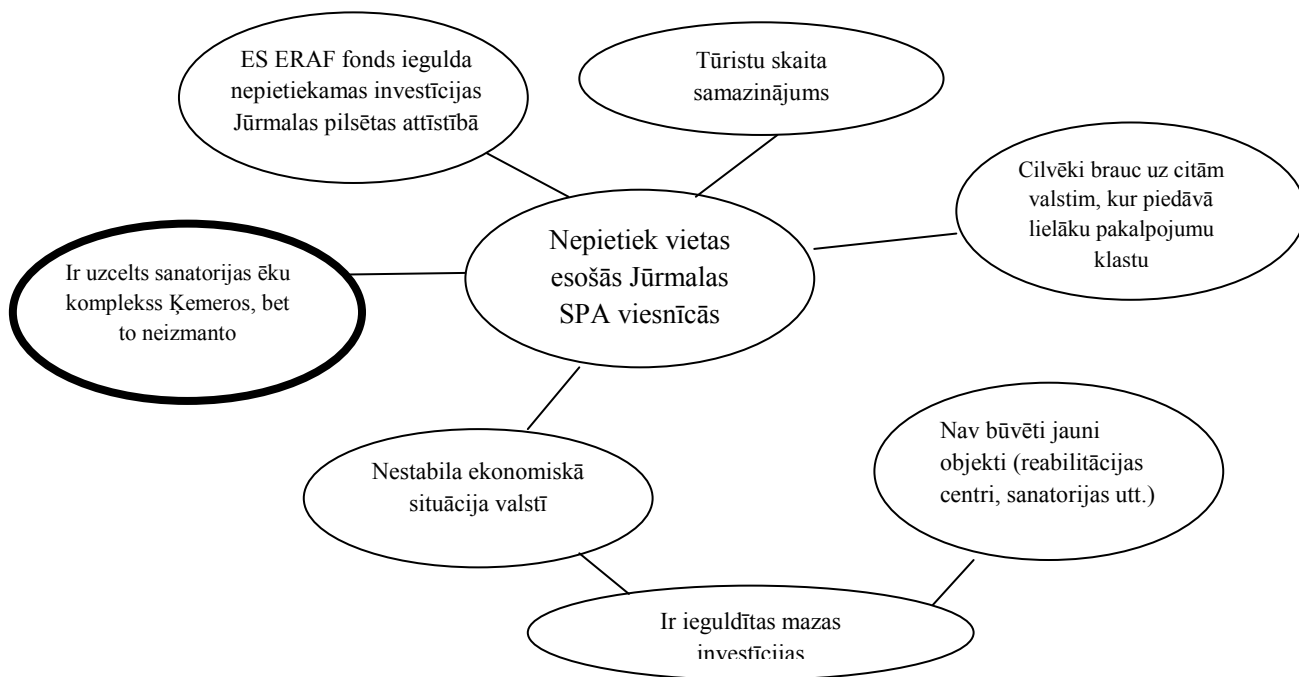 ES ERAF fonds iegulda
nepietiekamas investīcijas
Jūrmalas pilsētas attīstībā
Tūristu skaita
samazinājums
Cilvēki brauc uz citām
valstim, kur piedāvā
lielāku pakalpojumu
klastu
Nepietiek vietas
esošās Jūrmalas
SPA viesnīcās
Ir uzcelts sanatorijas ēku
komplekss Ķemeros, bet
to neizmanto
Nestabila ekonomiskā
situācija valstī
Nav būvēti jauni
objekti (reabilitācijas
centri, sanatorijas utt.)
Ir ieguldītas mazas
investīcijas